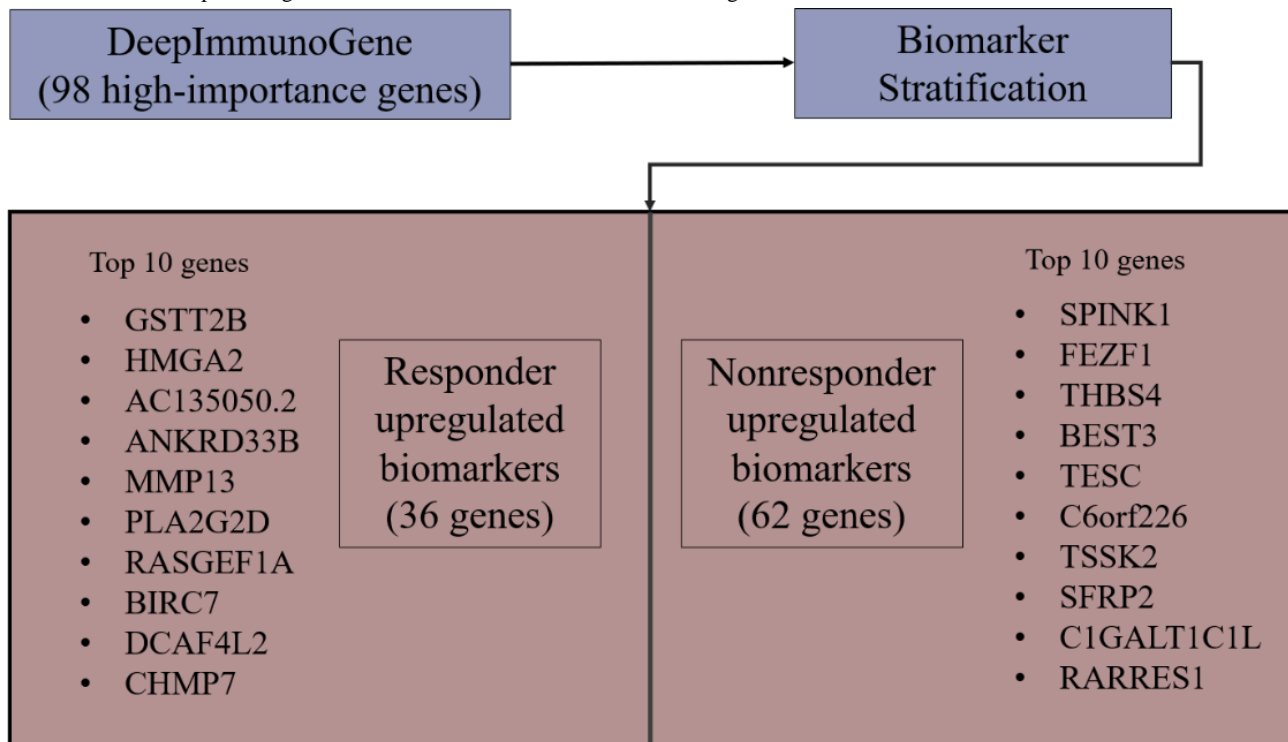 DeepImmunoGene
(98 high-importance genes)
Biomarker
Stratification
Top 10 genes
• GSTT2B
• HMGA2
• AC135050.2
• ANKRD33B
• MMP13
• PLA2G2D
• RASGEF1A
• BIRC7
• DCAF4L2
• CHMP7
Responder
upregulated
biomarkers
(36 genes)
Nonresponder
upregulated
biomarkers
(62 genes)
Top 10 genes
• SPINK1
• FEZF1
• THBS4
• BEST3
• TESC
• C6orf226
• TSSK2
• SFRP2
• C1GALT1C1L
• RARRES1